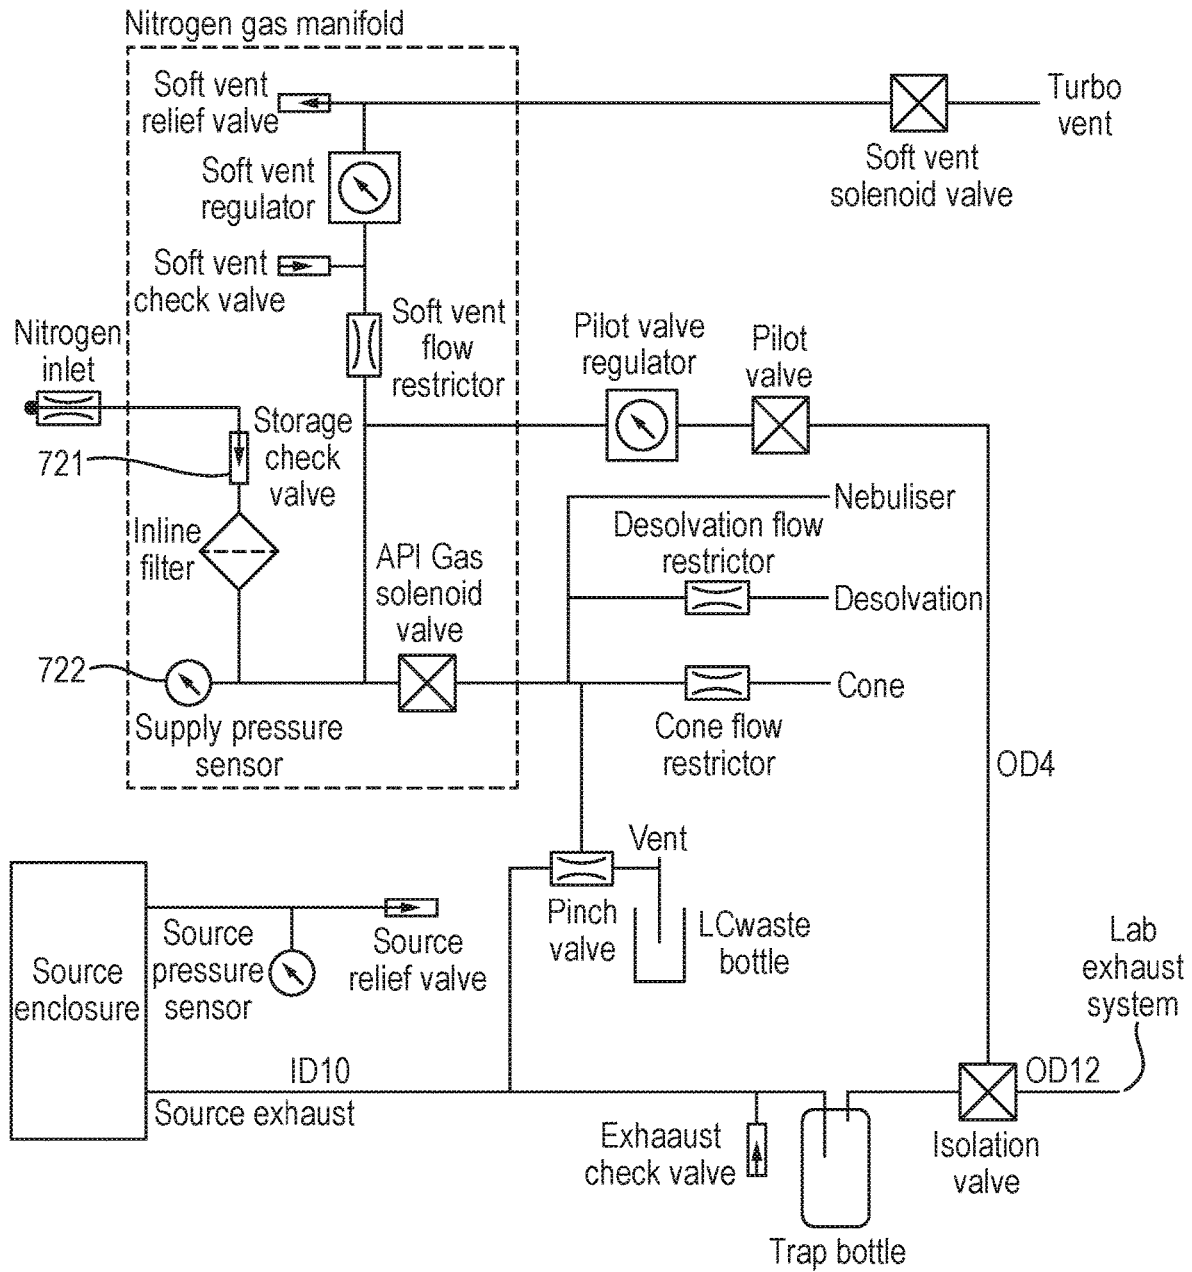 Nitrogen gas manifold
Soft vent
relief valve
Turbo
vent
Soft vent
solenoid valve
Soft vent
regulator
Soft vent
check valve
Nitrogen
inlet
Soft vent
flow
restrictor
Pilot valve
regulator
Pilot
valve
Storage
check
valve
721
Inline
filter
Nebuliser
Desolvation flow
restrictor
Desolvation
API Gas
solenoid
valve
722
Supply pressure
sensor
Cone
Cone flow
restrictor
OD4
Vent
Pinch
valve
LCwaste
bottle
Source
enclosure
Source
pressure
sensor
Source
relief valve
Lab
exhaust
system
ID10
Source exhaust
OD12
Exhaaust
check valve
Isolation
valve
Trap bottle